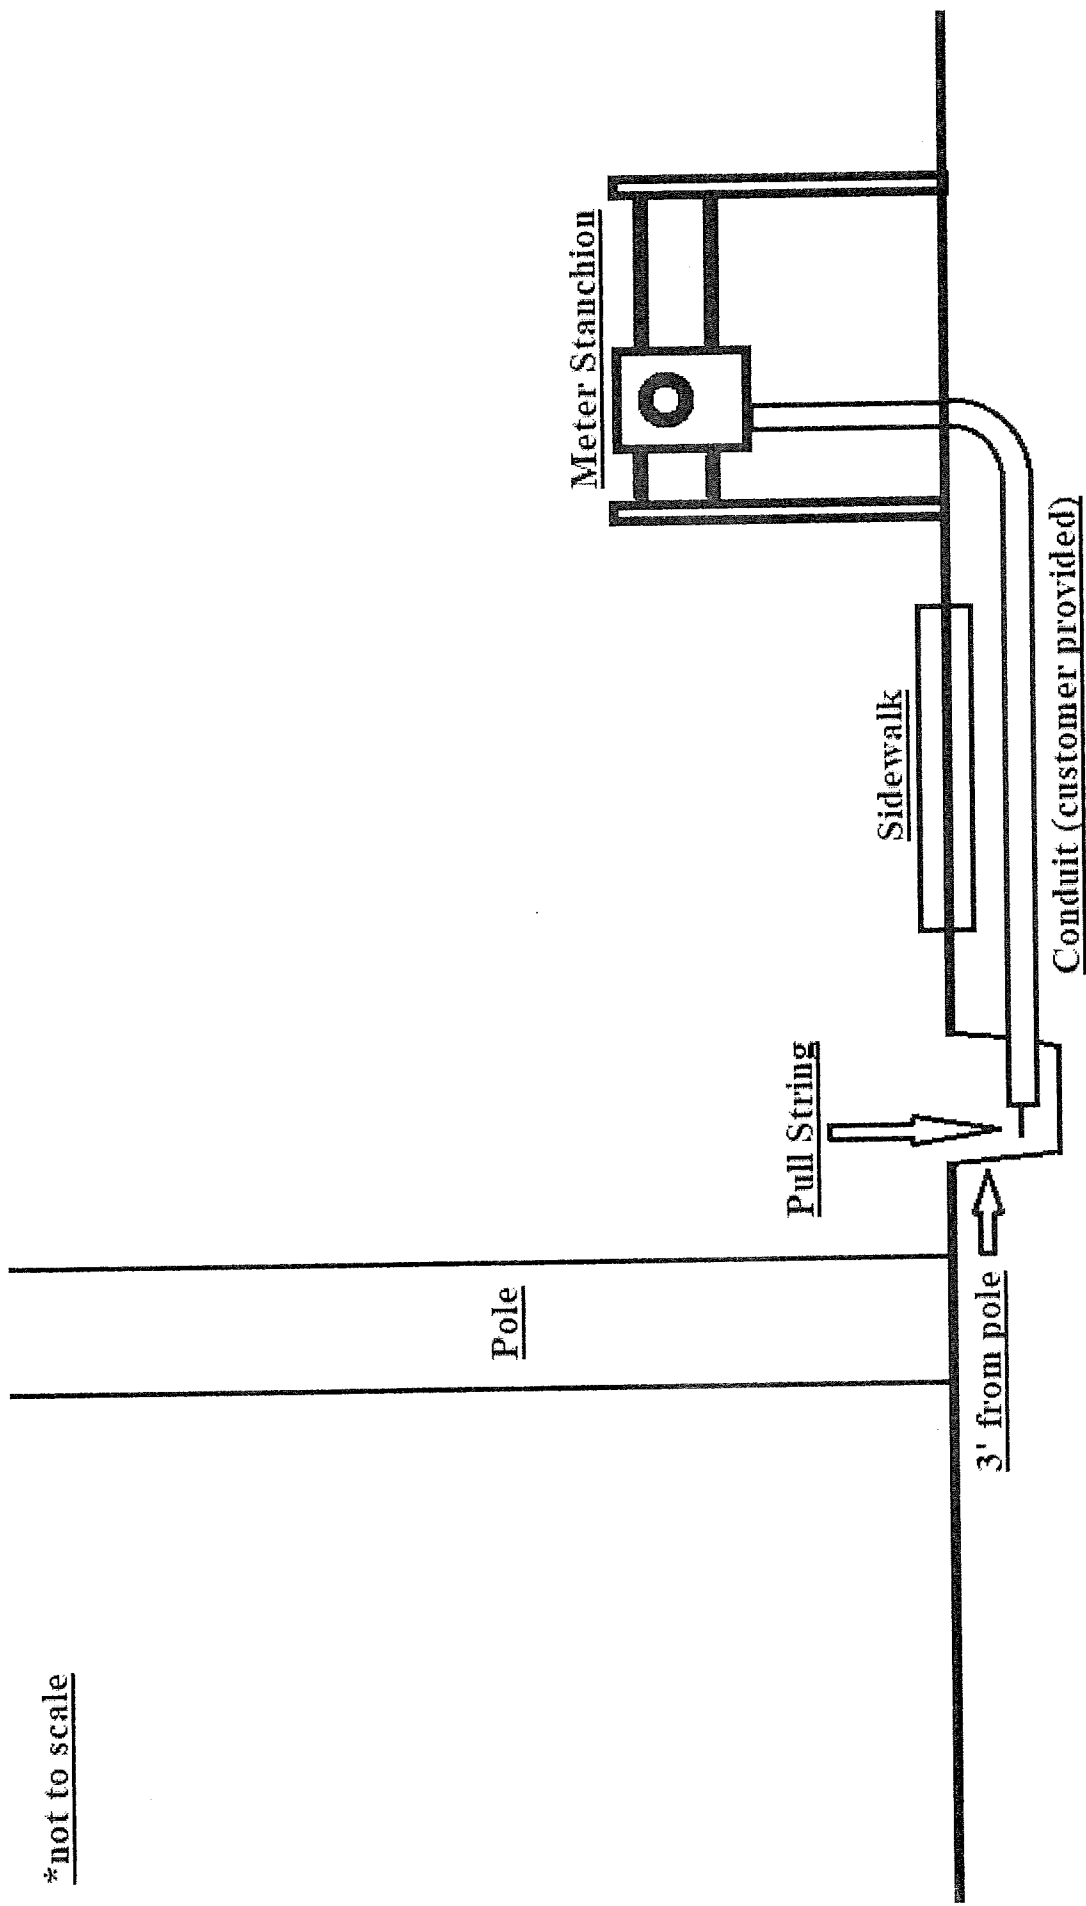 *not to scale
Pole
Meter Stanchion
Pull String
Sidewalk
3' from pole
Conduit (customer provided)